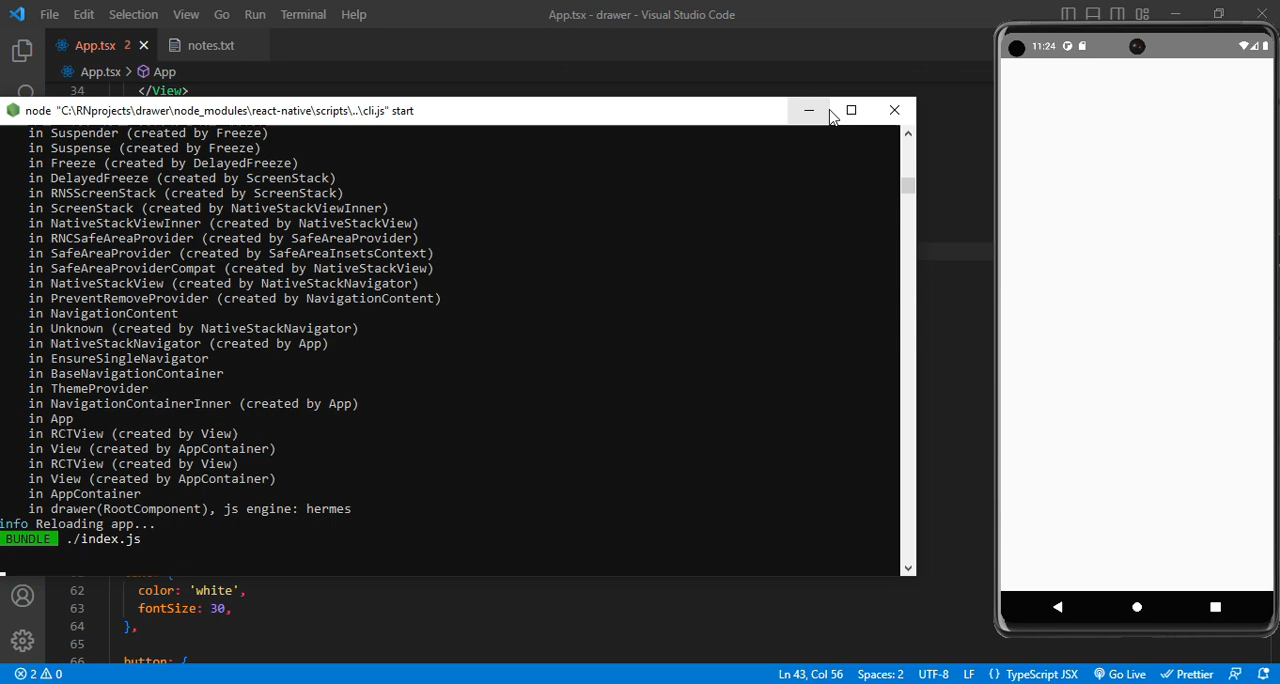 File Edit Selection View Go Run Terminal Help App.tsx - drawer - Visual Studio Code
App.tsx 2 notes.txt
App.tsx > App
34 </View>
node "C:\RNprojects\drawer\node_modules\react-native\scripts\..\cli.js" start
in Suspender (created by Freeze)
in Suspense (created by Freeze)
in Freeze (created by DelayedFreeze)
in DelayedFreeze (created by ScreenStack)
in RNSScreenStack (created by ScreenStack)
in ScreenStack (created by NativeStackViewInner)
in NativeStackViewInner (created by NativeStackView)
in RNCSafeAreaProvider (created by SafeAreaProvider)
in SafeAreaProvider (created by SafeAreaInsetsContext)
in SafeAreaProviderCompat (created by NativeStackView)
in NativeStackView (created by NativeStackNavigator)
in PreventRemoveProvider (created by NavigationContent)
in NavigationContent
in Unknown (created by NativeStackNavigator)
in NativeStackNavigator (created by App)
in EnsureSingleNavigator
in BaseNavigationContainer
in ThemeProvider
in NavigationContainerInner (created by App)
in App
in RCTView (created by View)
in View (created by AppContainer)
in RCTView (created by View)
in View (created by AppContainer)
in AppContainer
in drawer(RootComponent), js engine: hermes
info Reloading app...
BUNDLE ./index.js
62 color: 'white',
63 fontSize: 30,
64 },
65
66 button: {
11:24
2 0 Ln 43, Col 56 Spaces: 2 UTF-8 LF {} TypeScript JSX Go Live Prettier